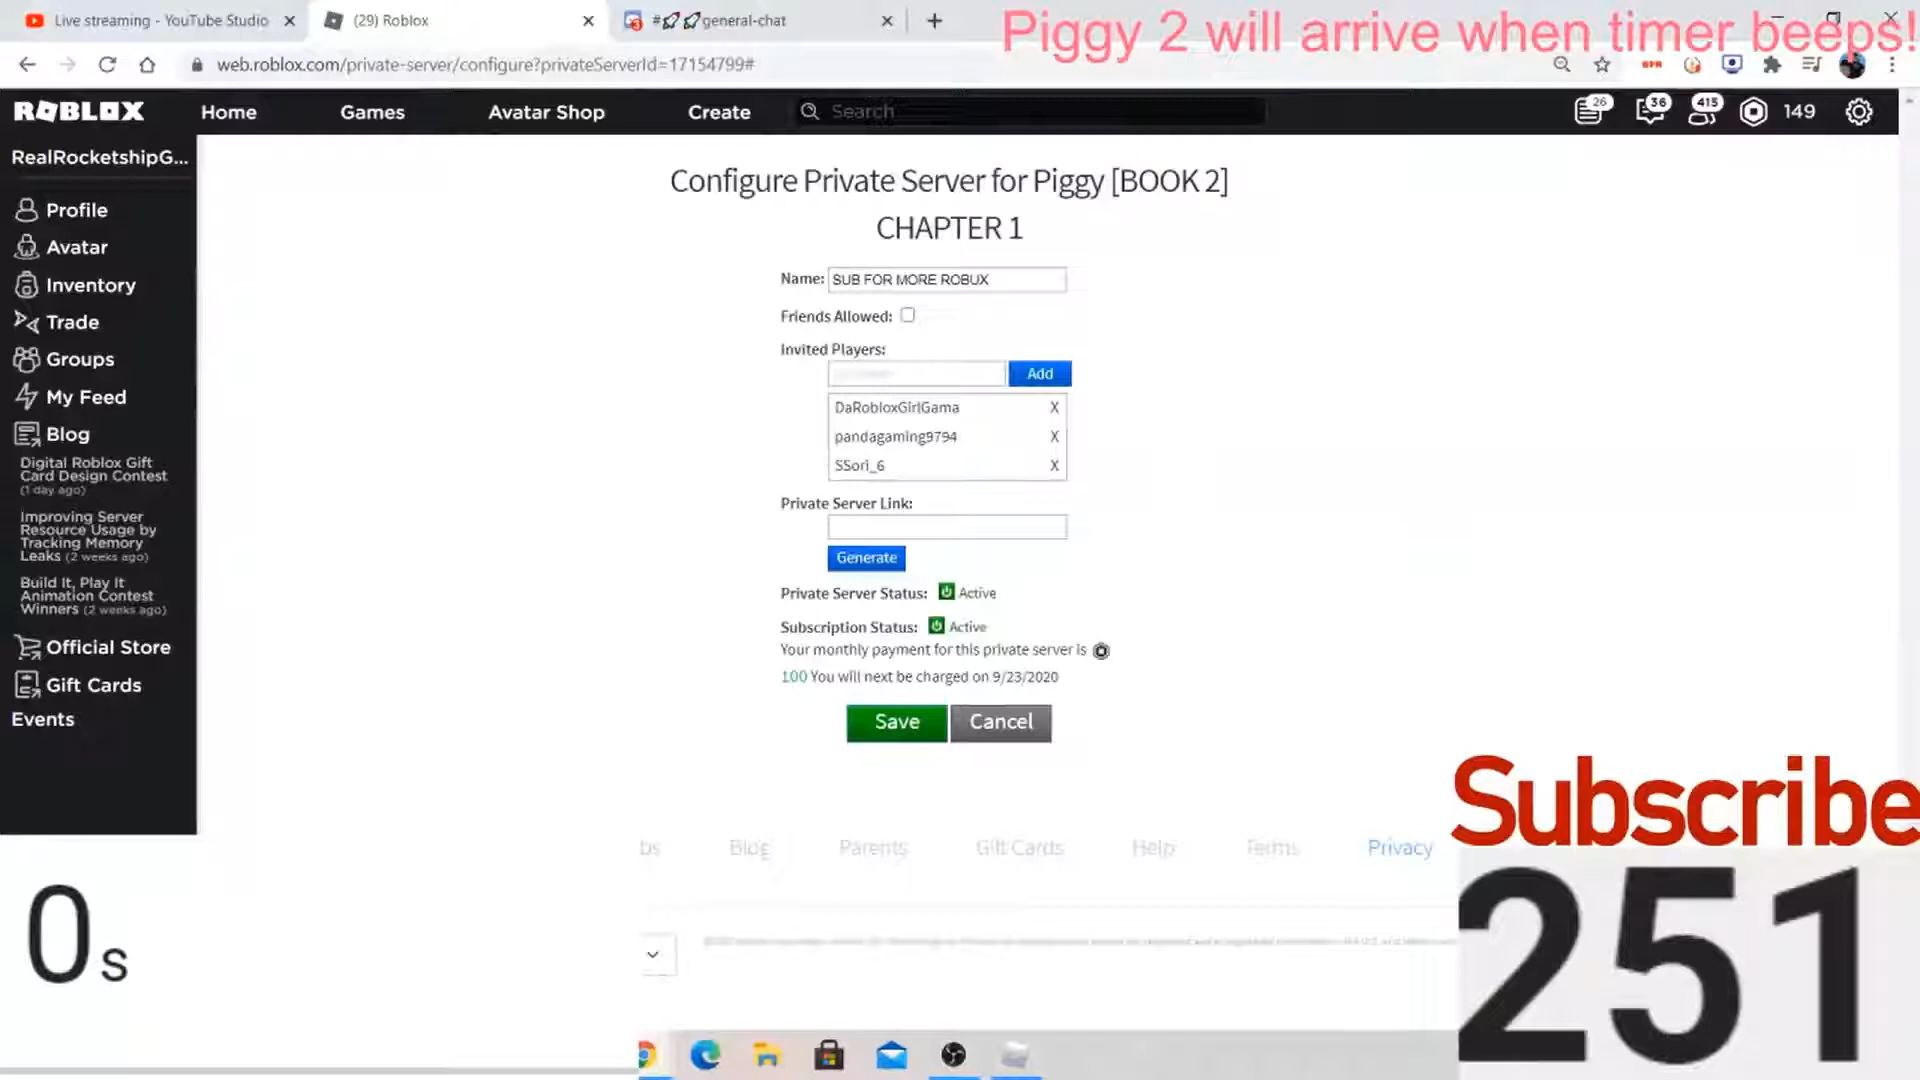 Live streaming - YouTube Studio
(29) Roblox
#🚀🚀general-chat
Piggy 2 will arrive when timer beeps!
web.roblox.com/private-server/configure?privateServerId=17154799#
ROBLOX
Home
Games
Avatar Shop
Create
Search
26
36
415
149
RealRocketshipG...
Profile
Avatar
Inventory
Trade
Groups
My Feed
Blog
Digital Roblox Gift
Card Design Contest
(1 day ago)
Improving Server
Resource Usage by
Tracking Memory
Leaks (2 weeks ago)
Build It, Play It
Animation Contest
Winners (2 weeks ago)
Official Store
Gift Cards
Events
Configure Private Server for Piggy [BOOK 2]
CHAPTER 1
Name: SUB FOR MORE ROBUX
Friends Allowed:
Invited Players:
Add
DaRobloxGirlGama X
pandagaming9794 X
SSori_6 X
Private Server Link:
Generate
Private Server Status: Active
Subscription Status: Active
Your monthly payment for this private server is
100 You will next be charged on 9/23/2020
Save
Cancel
bs
Blog
Parents
Gift Cards
Help
Terms
Privacy
0s
Subscribe
251